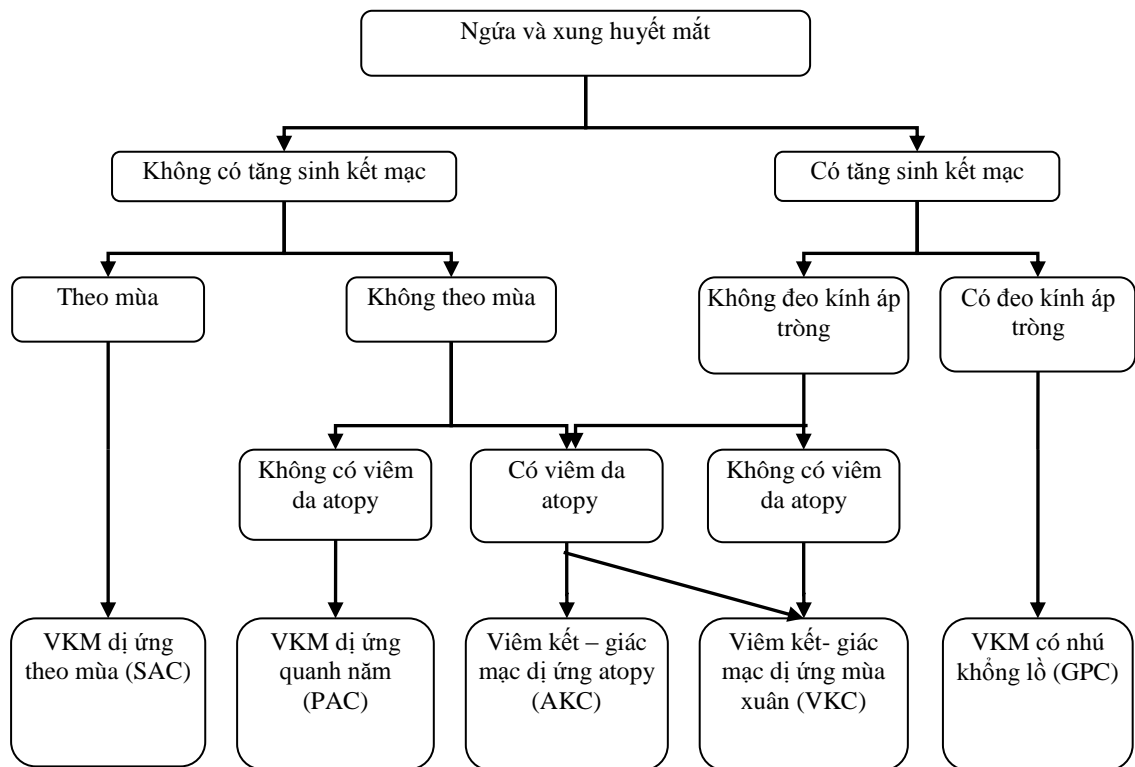 Ngứa và xung huyết mắt
Không có tăng sinh kết mạc
Có tăng sinh kết mạc
Theo mùa
Không theo mùa
Không đeo kính áp
tròng
Có đeo kính áp
tròng
Không có viêm
da atopy
Có viêm da
atopy
Không có viêm
da atopy
VKM dị ứng
theo mùa (SAC)
VKM dị ứng
quanh năm
(PAC)
Viêm kết – giác
mạc dị ứng atopy
(AKC)
Viêm kết- giác
mạc dị ứng mùa
xuân (VKC)
VKM có nhú
khổng lồ (GPC)